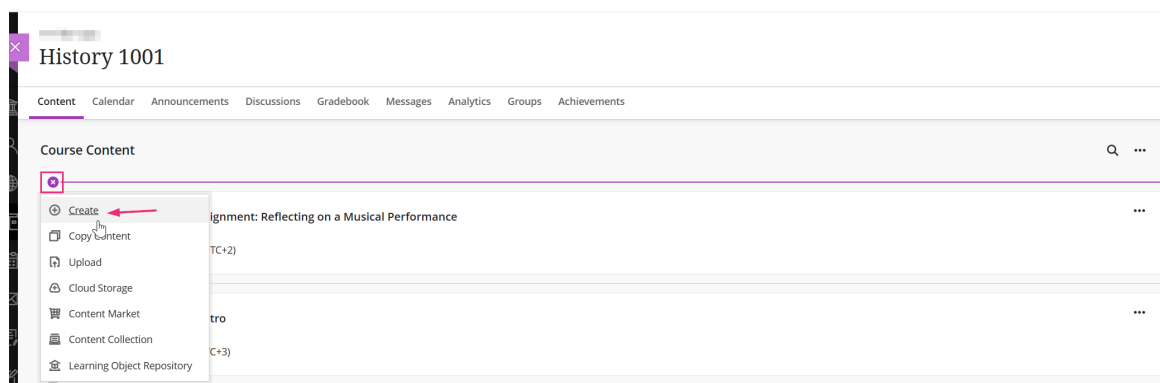 History 1001
Content Calendar Announcements Discussions Gradebook Messages Analytics Groups Achievements
Course Content
Create
ignment: Reflecting on a Musical Performance
Copy Content
TC+2)
Upload
Cloud Storage
Content Market
tro
Content Collection
C+3)
Learning Object Repository